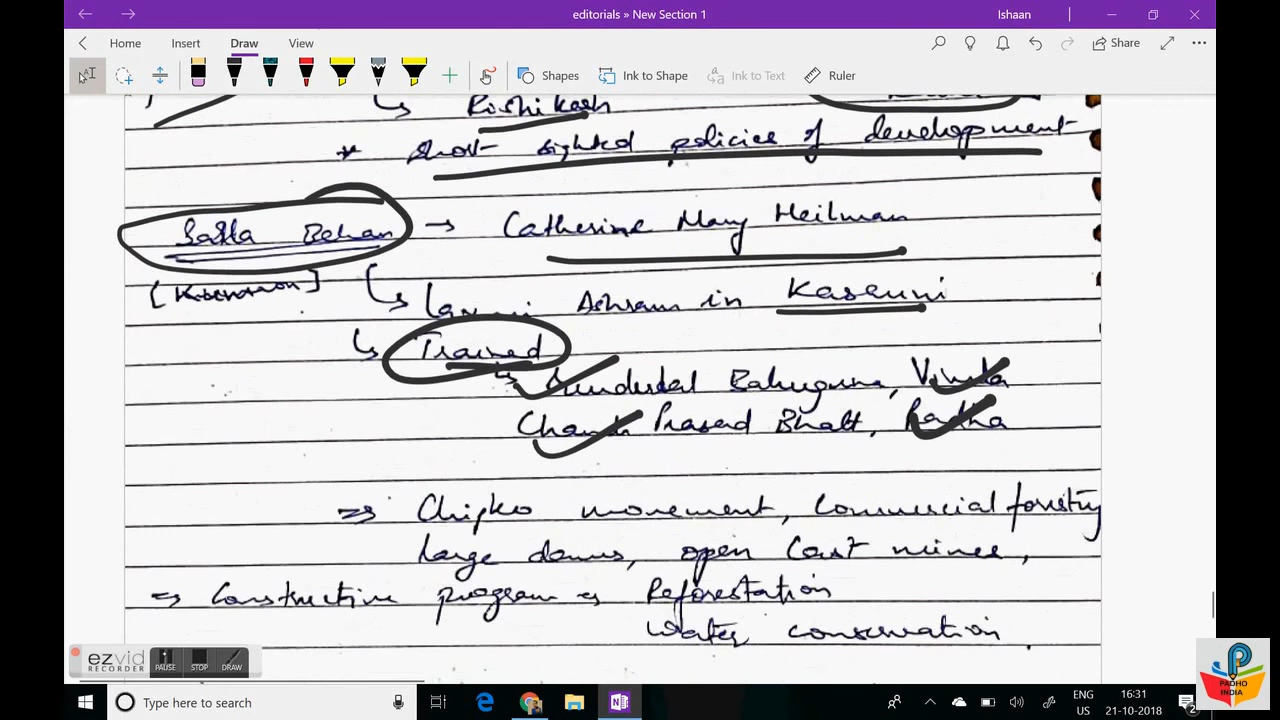 editorials » New Section 1
Ishaan
Home Insert Draw View
Share
Shapes Ink to Shape Ink to Text Ruler
Rishikesh
* short sighted policies of development
Sarla Behan → Catherine Mary Heilman
Laxmi Ashram in Kasauni
Trained
Sunderlal Bahuguna, Vimla
Chandi Prasad Bhatt, Radha
⇒ Chipko movement, Commercial forestry
large dams, open Cast mines,
⇒ Constructive program ⇒ Reforestation
water conservation
ezvid
RECORDER
PAUSE STOP DRAW
PADHO
INDIA
Type here to search
ENG
US
16:31
21-10-2018
2